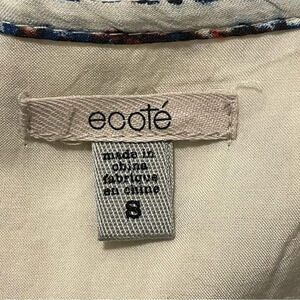 ecoté
made in
china
fabriqué
en chine
S